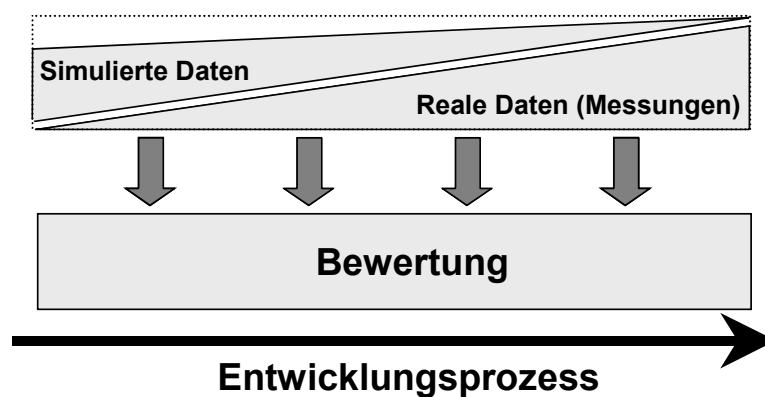 Simulierte Daten
Reale Daten (Messungen)
Bewertung
Entwicklungsprozess